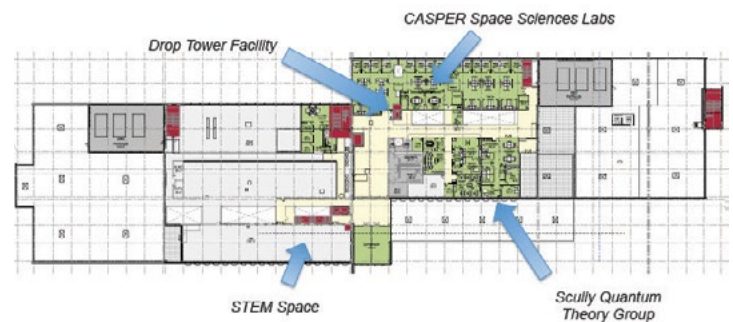 CASPER Space Sciences Labs
Drop Tower Facility
STEM Space
Scully Quantum
Theory Group